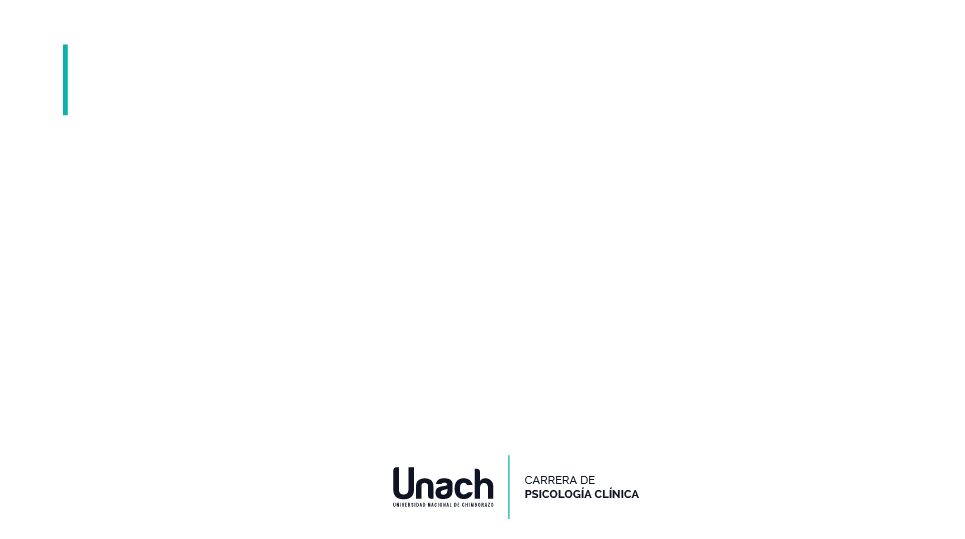 Unach
UNIVERSIDAD NACIONAL DE CHIMBORAZO
CARRERA DE
PSICOLOGÍA CLÍNICA